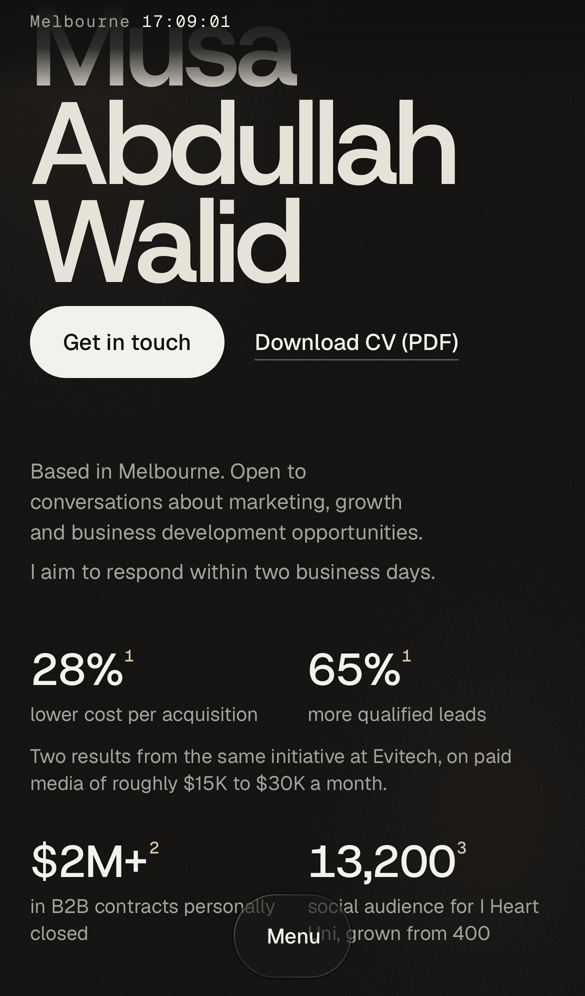 Melbourne 17:09:01
Musa
Abdullah
Walid
Get in touch
Download CV (PDF)
Based in Melbourne. Open to
conversations about marketing, growth
and business development opportunities.
I aim to respond within two business days.
28%1
lower cost per acquisition
65%1
more qualified leads
Two results from the same initiative at Evitech, on paid
media of roughly $15K to $30K a month.
$2M+2
in B2B contracts personally
closed
13,2003
social audience for I Heart
Uni, grown from 400
Menu